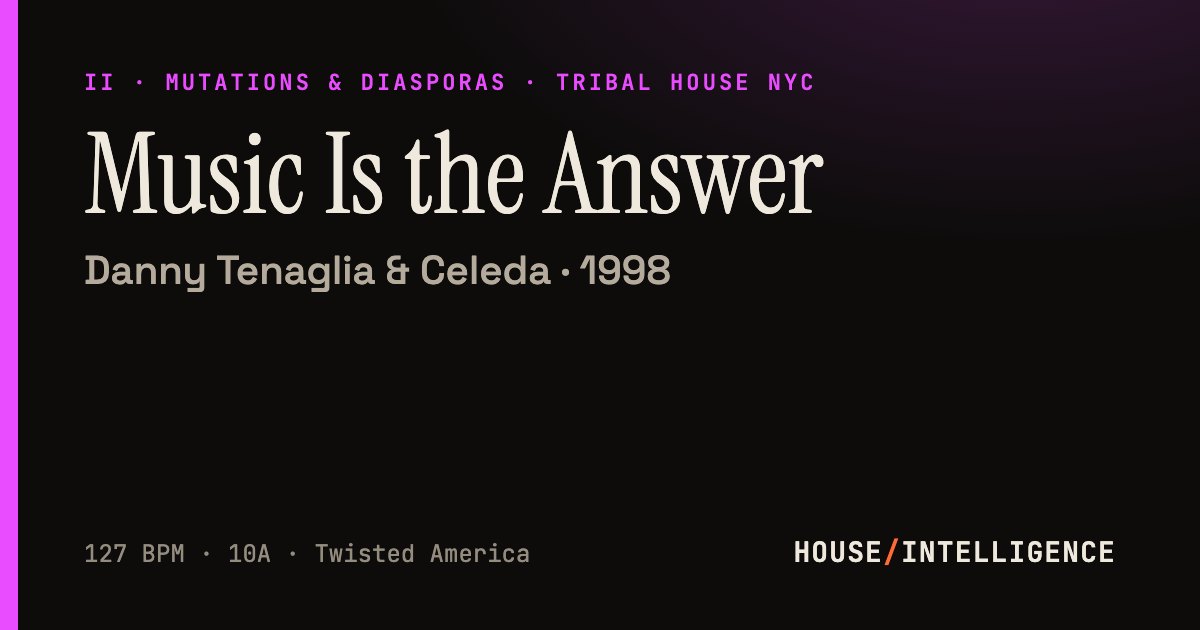 II · MUTATIONS & DIASPORAS · TRIBAL HOUSE NYC
Music Is the Answer
Danny Tenaglia & Celeda · 1998
127 BPM · 10A · Twisted America
HOUSE/INTELLIGENCE